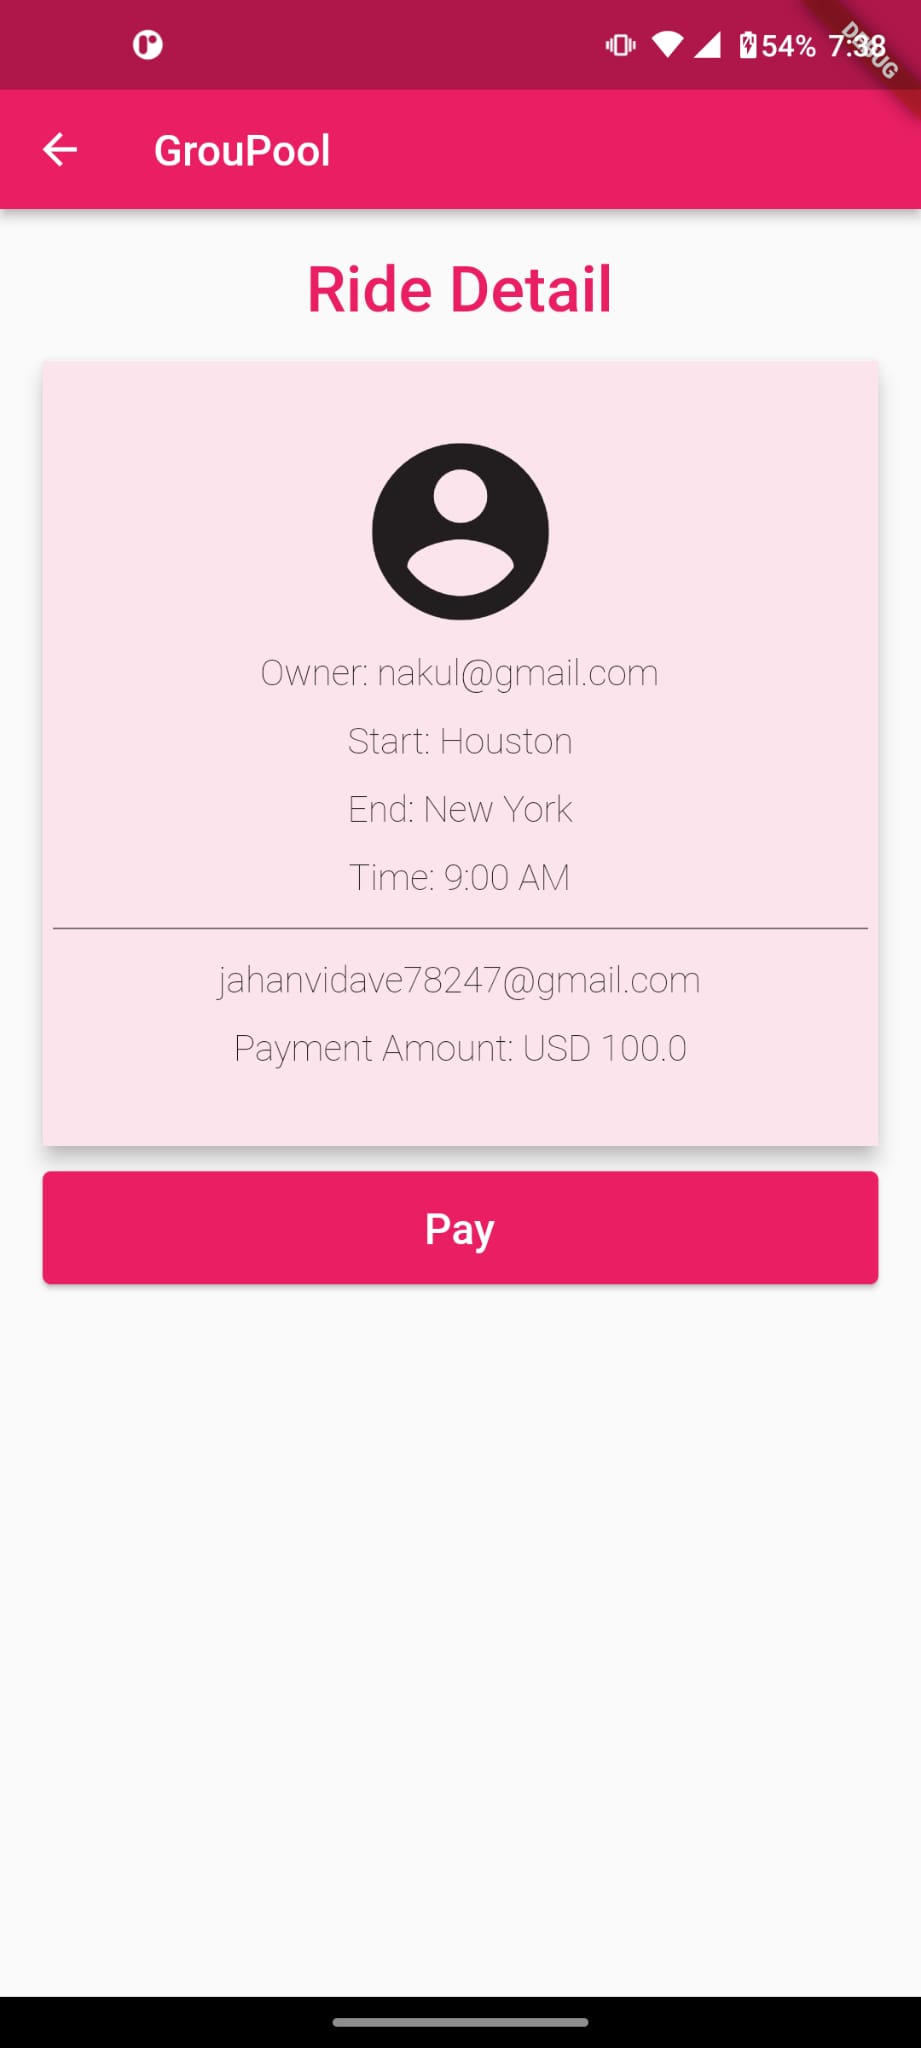 54% 7:38
DEBUG
GrouPool
Ride Detail
Owner: nakul@gmail.com
Start: Houston
End: New York
Time: 9:00 AM
jahanvidave78247@gmail.com
Payment Amount: USD 100.0
Pay